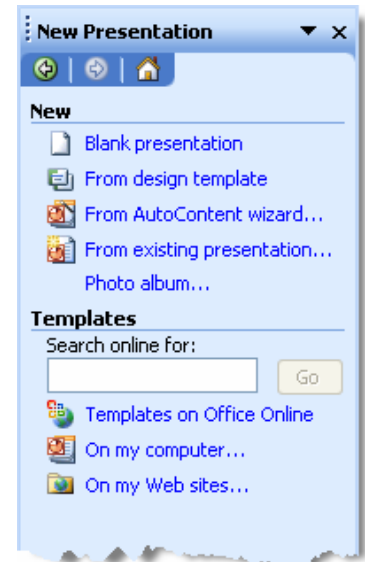 New Presentation
New
Blank presentation
From design template
From AutoContent wizard...
From existing presentation...
Photo album...
Templates
Search online for:
Go
Templates on Office Online
On my computer...
On my Web sites...